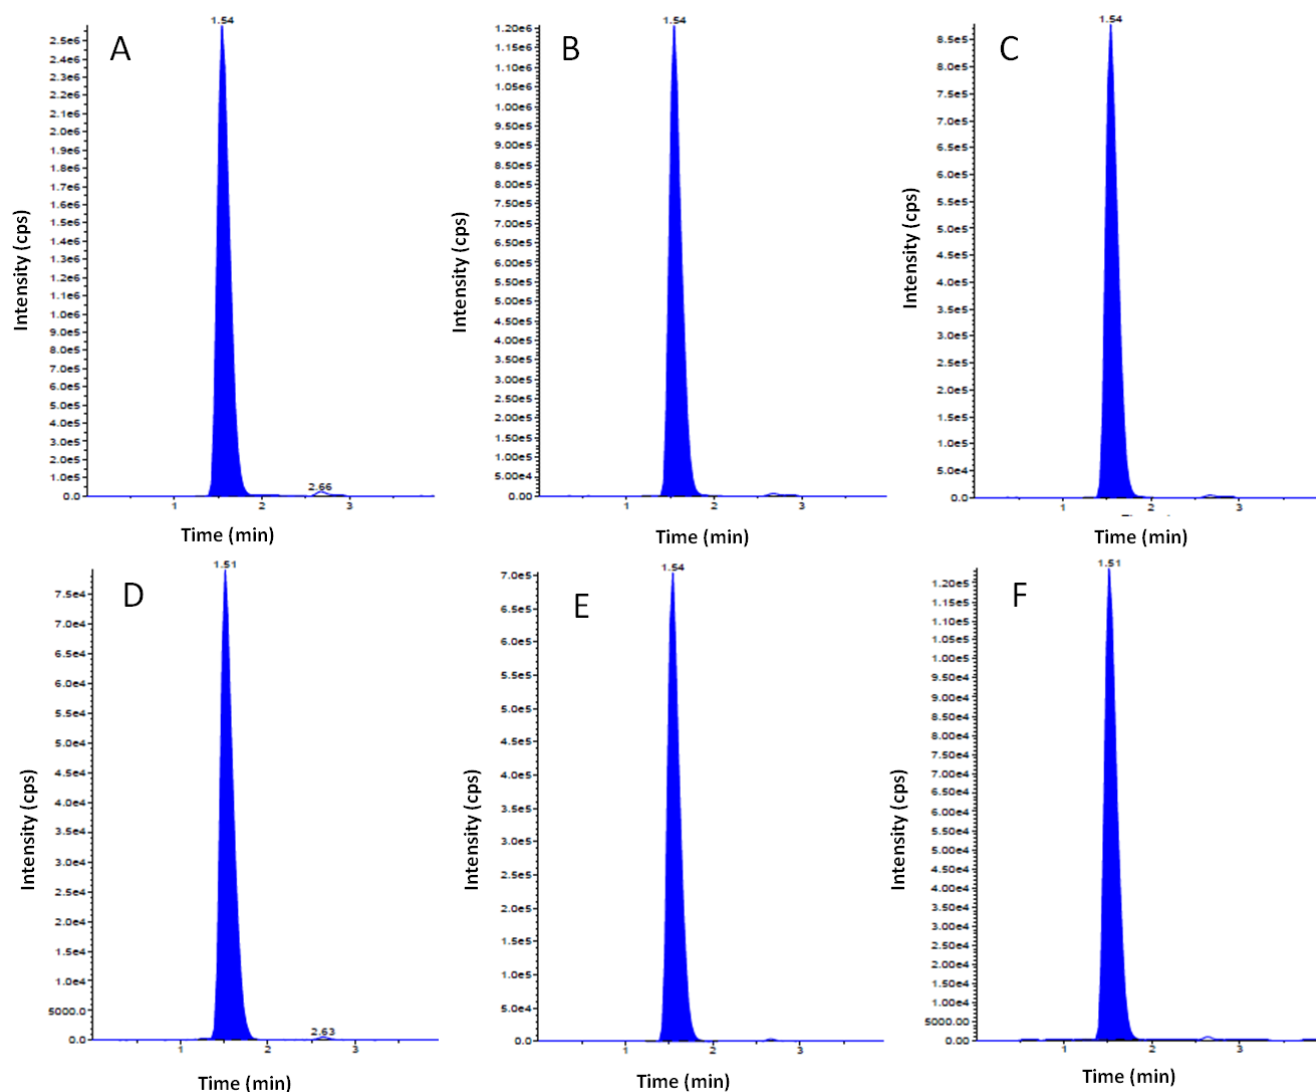 1.54
A
2.5e6
2.4e6
2.3e6
2.2e6
2.1e6
2.0e6
1.9e6
1.8e6
1.7e6
1.6e6
1.5e6
1.4e6
1.3e6
1.2e6
1.1e6
1.0e6
9.0e5
8.0e5
7.0e5
6.0e5
5.0e5
4.0e5
3.0e5
2.0e5
1.0e5
0.0
2.66
1 2 3
Intensity (cps)
Time (min)
1.54
B
1.20e6
1.15e6
1.10e6
1.05e6
1.00e6
9.50e5
9.00e5
8.50e5
8.00e5
7.50e5
7.00e5
6.50e5
6.00e5
5.50e5
5.00e5
4.50e5
4.00e5
3.50e5
3.00e5
2.50e5
2.00e5
1.50e5
1.00e5
5.00e4
0.00
1 2 3
Intensity (cps)
Time (min)
1.54
C
8.5e5
8.0e5
7.5e5
7.0e5
6.5e5
6.0e5
5.5e5
5.0e5
4.5e5
4.0e5
3.5e5
3.0e5
2.5e5
2.0e5
1.5e5
1.0e5
5.0e4
0.0
1 2 3
Intensity (cps)
Time (min)
1.51
D
7.5e4
7.0e4
6.5e4
6.0e4
5.5e4
5.0e4
4.5e4
4.0e4
3.5e4
3.0e4
2.5e4
2.0e4
1.5e4
1.0e4
5000.0
0.0
2.63
1 2 3
Intensity (cps)
Time (min)
1.54
E
7.0e5
6.5e5
6.0e5
5.5e5
5.0e5
4.5e5
4.0e5
3.5e5
3.0e5
2.5e5
2.0e5
1.5e5
1.0e5
5.0e4
0.0
1 2 3
Intensity (cps)
Time (min)
1.51
F
1.20e5
1.15e5
1.10e5
1.05e5
1.00e5
9.50e4
9.00e4
8.50e4
8.00e4
7.50e4
7.00e4
6.50e4
6.00e4
5.50e4
5.00e4
4.50e4
4.00e4
3.50e4
3.00e4
2.50e4
2.00e4
1.50e4
1.00e4
5000.00
0.00
1 2 3
Intensity (cps)
Time (min)